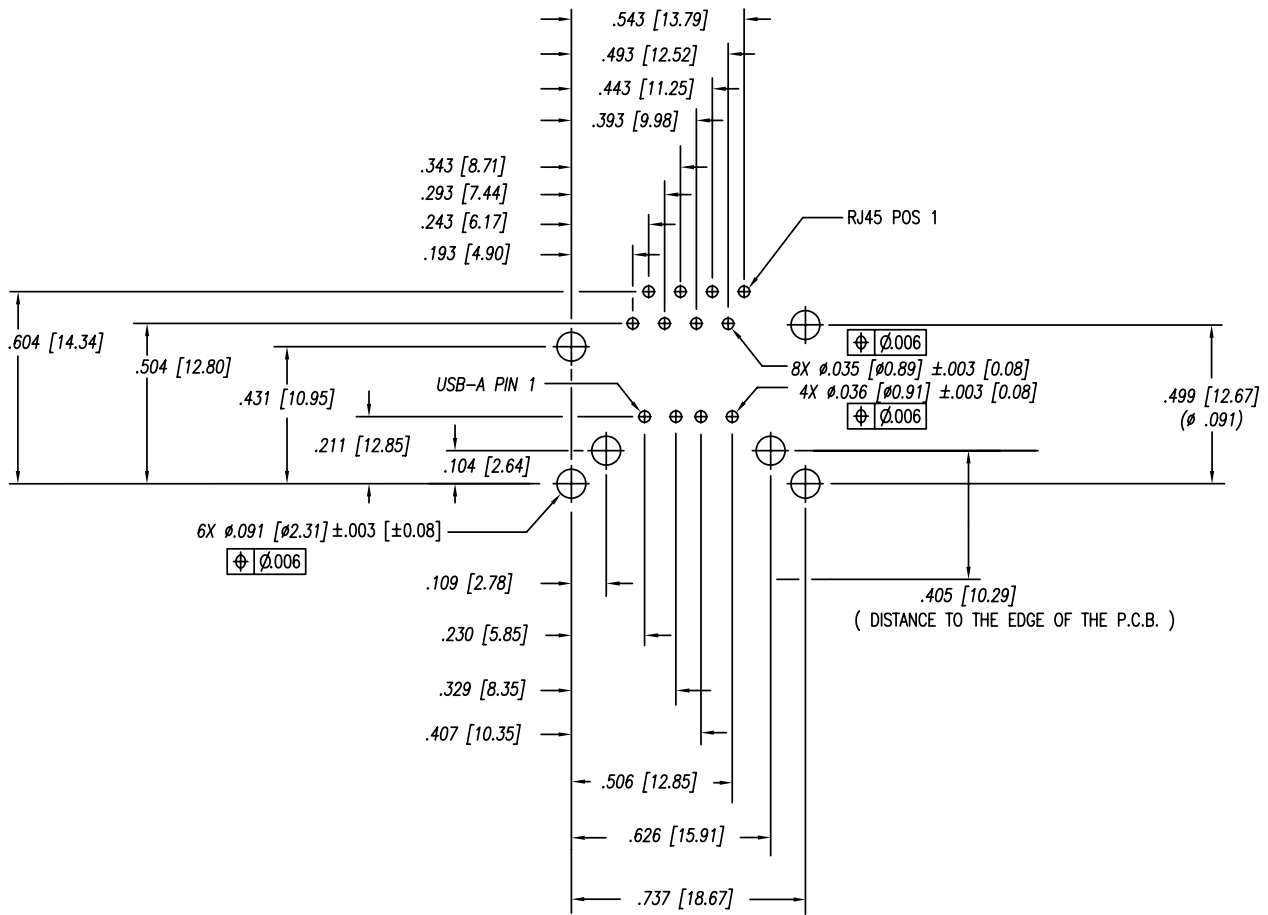 .543 [13.79]
.493 [12.52]
.443 [11.25]
.393 [9.98]
.343 [8.71]
.293 [7.44]
.243 [6.17]
.193 [4.90]
RJ45 POS 1
.604 [14.34]
.504 [12.80]
.431 [10.95]
.211 [12.85]
.104 [2.64]
USB-A PIN 1
⌖ Ø.006
8X ø.035 [ø0.89] ±.003 [0.08]
4X ø.036 [ø0.91] ±.003 [0.08]
⌖ Ø.006
.499 [12.67]
(ø .091)
6X ø.091 [ø2.31] ±.003 [±0.08]
⌖ Ø.006
.405 [10.29]
( DISTANCE TO THE EDGE OF THE P.C.B. )
.109 [2.78]
.230 [5.85]
.329 [8.35]
.407 [10.35]
.506 [12.85]
.626 [15.91]
.737 [18.67]